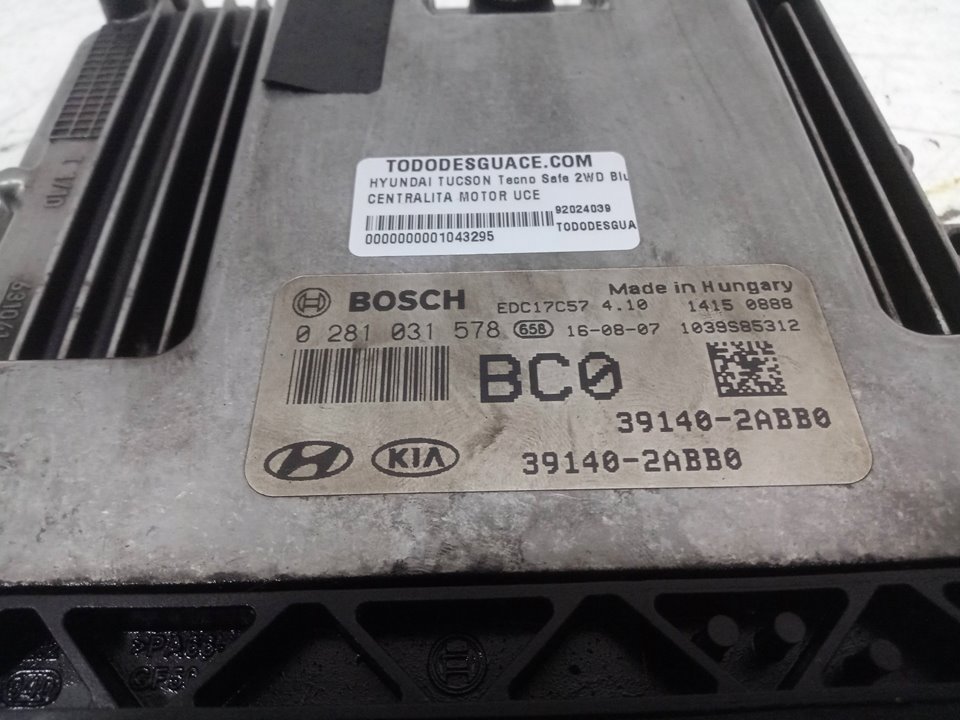 TODODESGUACE.COM
HYUNDAI TUCSON Tecno Safe 2WD Blu
CENTRALITA MOTOR UCE
92024039
0000000001043295
TODODESGUA
Made in Hungary
BOSCH EDC17C57 4.10 1415 0888
0 281 031 578 658 16-08-07 1039S85312
BC0
39140-2ABB0
KIA 39140-2ABB0